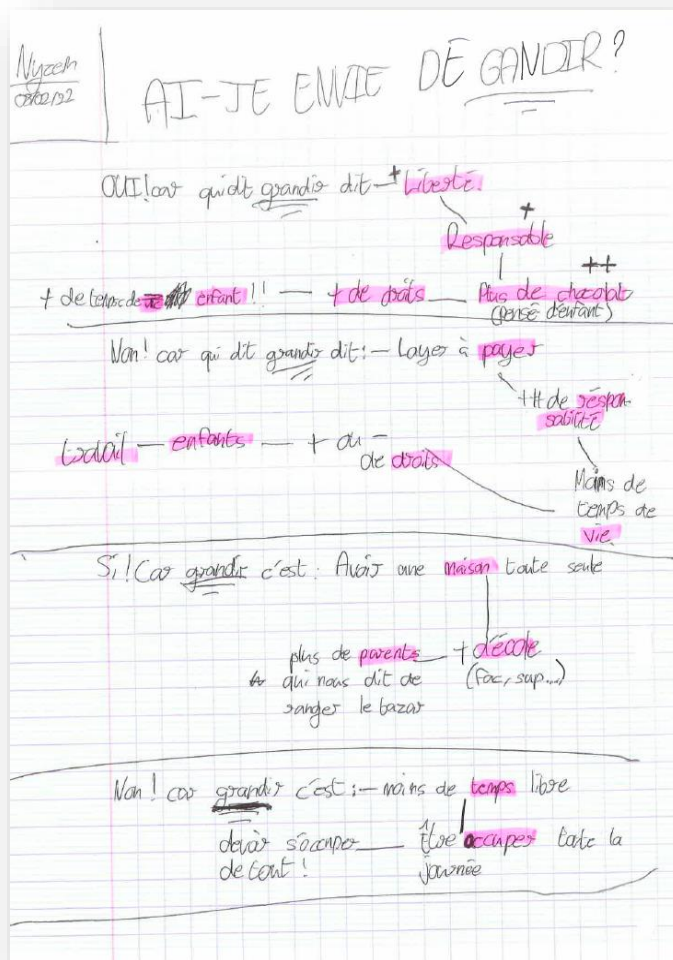 Nyzem
AI-JE ENVIE DE GANDIR?
OUI! car qui dit grandir dit - + Liberté!
+
Responsable
++
+ de temps de enfant!! — + de droits — Plus de chocolat
(pensé d'enfant)
Non! car qui dit grandir dit: - Loyer à payer
++ de respon-
sabilité
travail — enfants — + ou -
de droits
Moins de
temps de
vie.
Si! Car grandir c'est: Avoir une maison toute seule
plus de parents — + d'école
qui nous dit de (fac, sup...)
ranger le bazar
Non! car grandir c'est: - moins de temps libre
devoir s'occuper — Être occuper toute la
de tout! journée